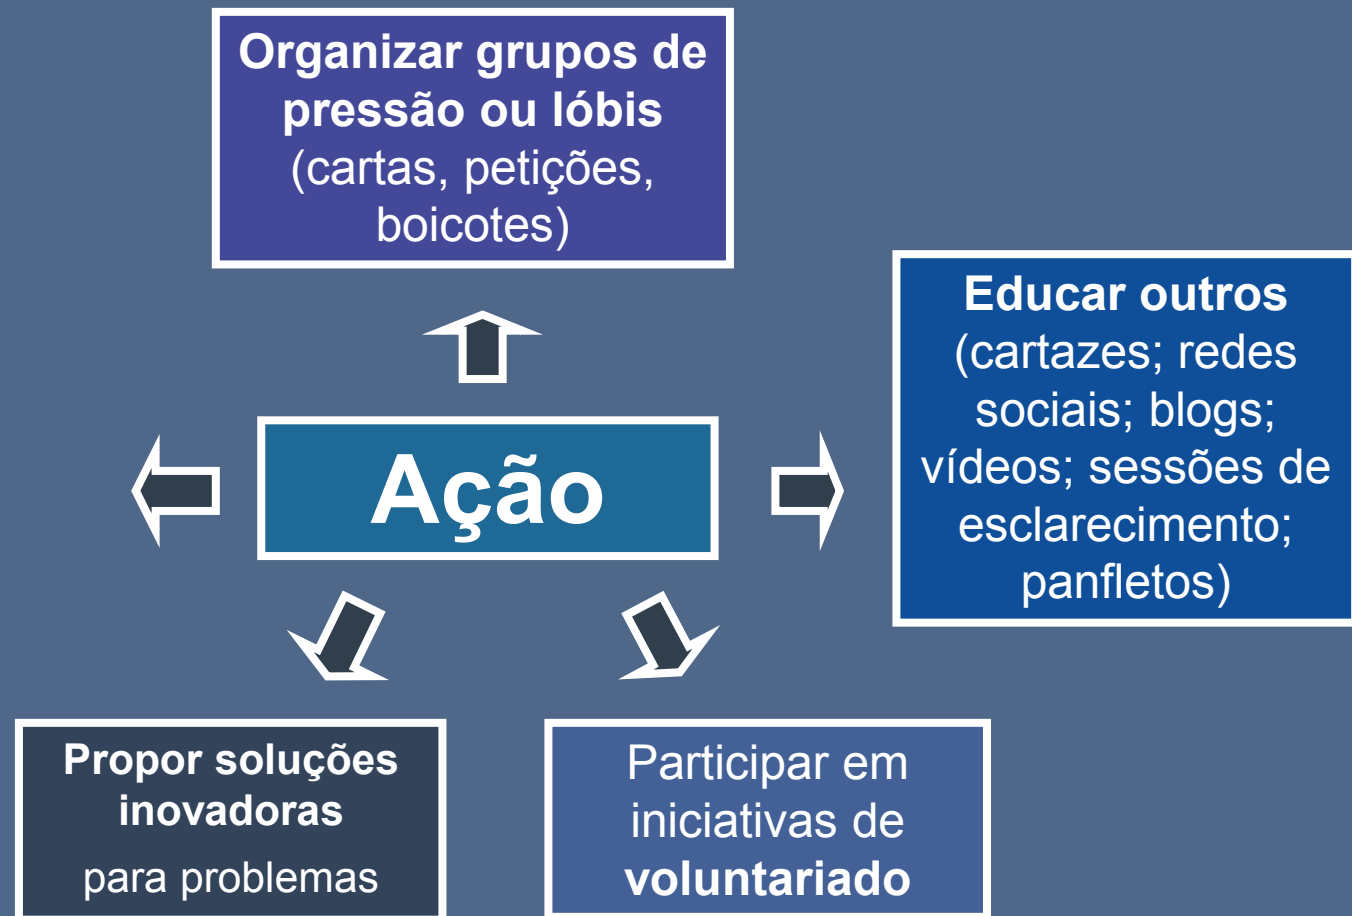 Organizar grupos de
pressão ou lóbis
(cartas, petições,
boicotes)
Educar outros
(cartazes; redes
sociais; blogs;
vídeos; sessões de
esclarecimento;
panfletos)
Ação
Propor soluções
inovadoras
para problemas
Participar em
iniciativas de
voluntariado